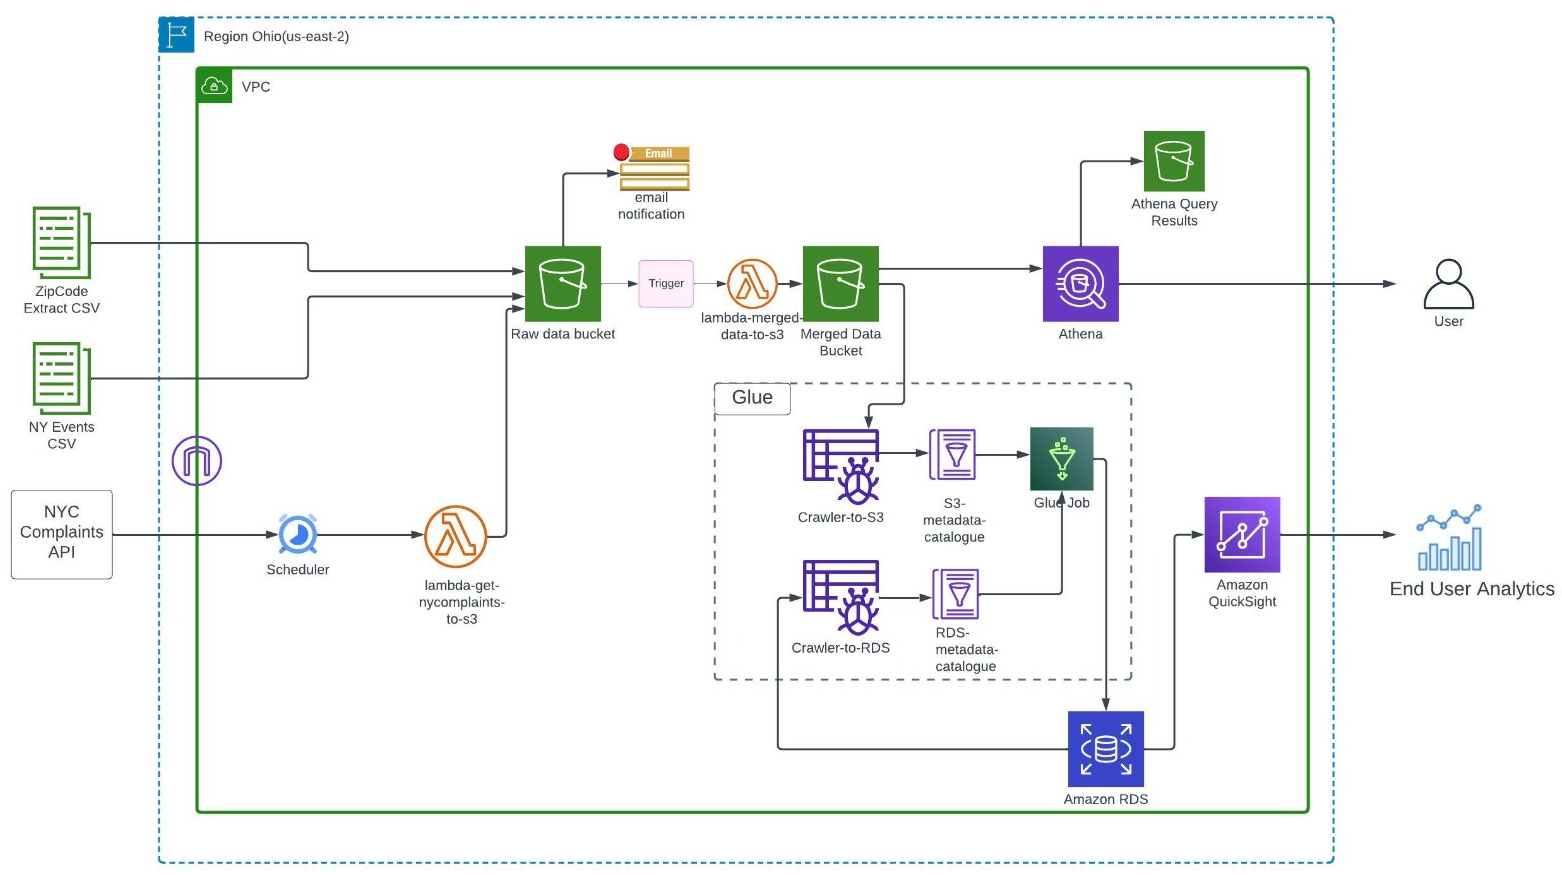 Region Ohio(us-east-2)
VPC
Email
email
notification
Athena Query
Results
ZipCode
Extract CSV
Trigger
Raw data bucket
lambda-merged-
data-to-s3
Merged Data
Bucket
Athena
User
NY Events
CSV
Glue
NYC
Complaints
API
Scheduler
lambda-get-
nycomplaints-
to-s3
Crawler-to-S3
S3-
metadata-
catalogue
Glue Job
Crawler-to-RDS
RDS-
metadata-
catalogue
Amazon
QuickSight
End User Analytics
Amazon RDS